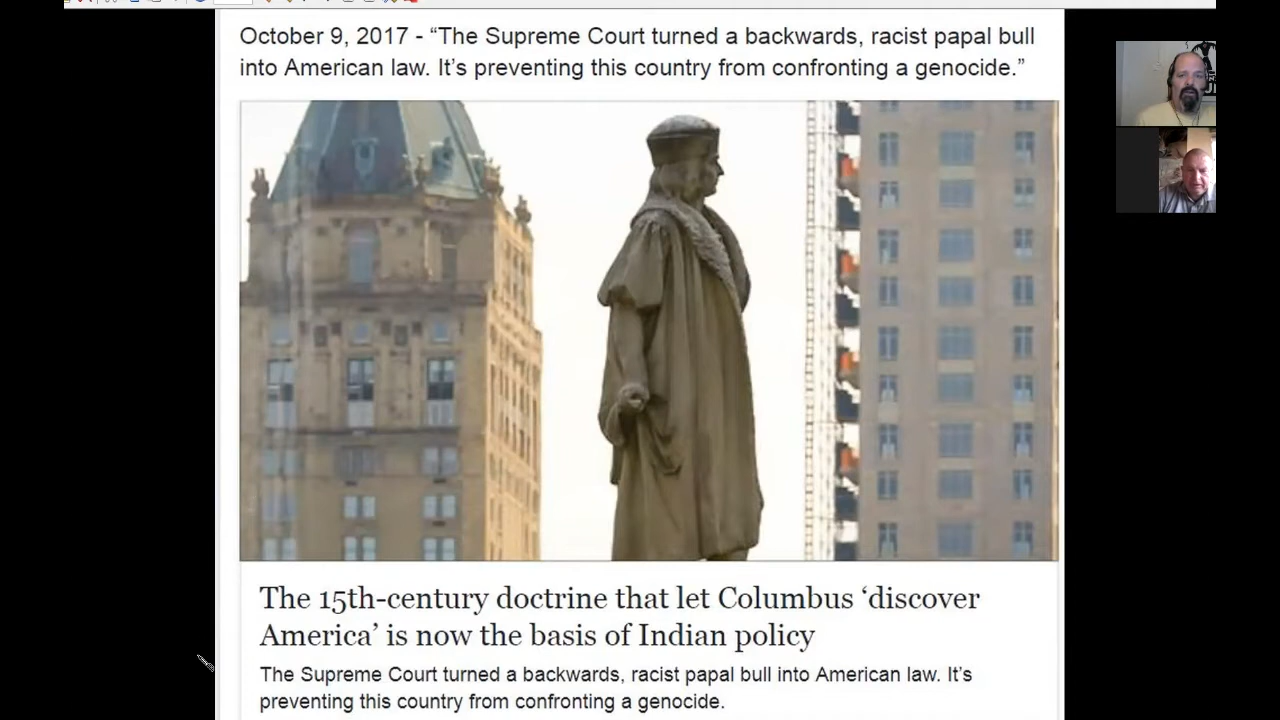 October 9, 2017 - “The Supreme Court turned a backwards, racist papal bull
into American law. It’s preventing this country from confronting a genocide.”
The 15th-century doctrine that let Columbus ‘discover
America’ is now the basis of Indian policy
The Supreme Court turned a backwards, racist papal bull into American law. It’s
preventing this country from confronting a genocide.